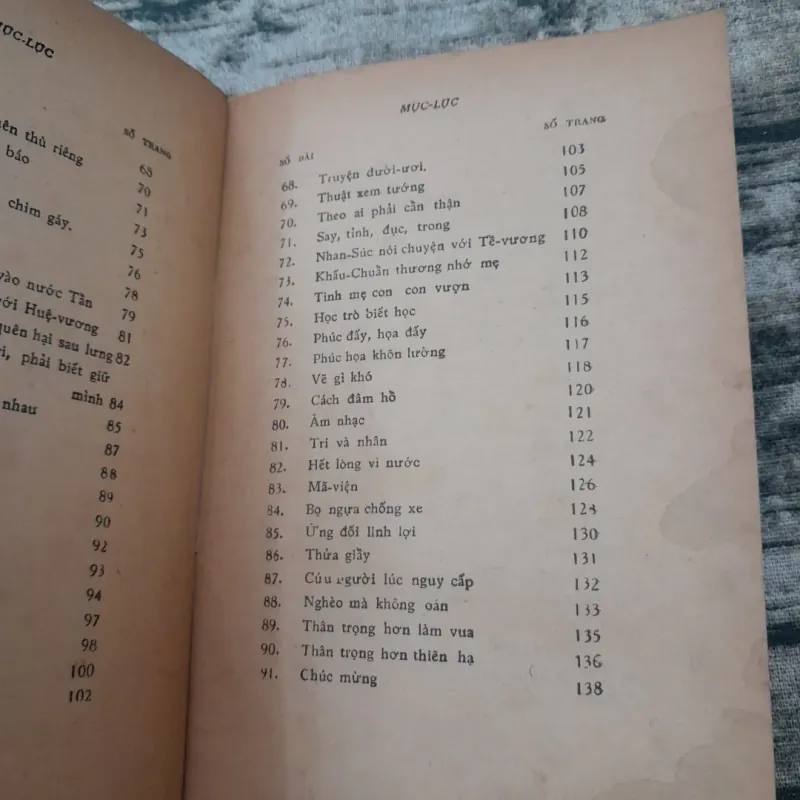 MỤC-LỤC
SỐ TRANG
ên thù riêng 68
báo 70
71
chim gáy. 73
75
76
vào nước Tần 78
với Huệ-vương 79
81
quên hại sau lưng 82
i, phải biết giữ
mình 84
nhau 85
87
88
89
90
92
93
94
97
98
100
102
MỤC-LỤC
SỐ BÀI SỐ TRANG
68. Truyện đười-ươi. 103
69. Thuật xem tướng 105
70. Theo ai phải cẩn thận 107
71. Say, tỉnh, đục, trong 108
72. Nhan-Súc nói chuyện với Tề-vương 110
73. Khấu-Chuẩn thương nhớ mẹ 112
74. Tình mẹ con con vượn 113
75. Học trò biết học 115
76. Phúc đấy, họa đấy 116
77. Phúc họa khôn lường 117
78. Vẽ gì khó 118
79. Cách đâm hổ 120
80. Âm nhạc 121
81. Trí và nhân 122
82. Hết lòng vì nước 124
83. Mã-viện 126
84. Bọ ngựa chống xe 128
85. Ứng đối linh lợi 130
86. Thửa giầy 131
87. Cứu người lúc nguy cấp 132
88. Nghèo mà không oán 133
89. Thân trọng hơn làm vua 135
90. Thân trọng hơn thiên hạ 136
91. Chúc mừng 138